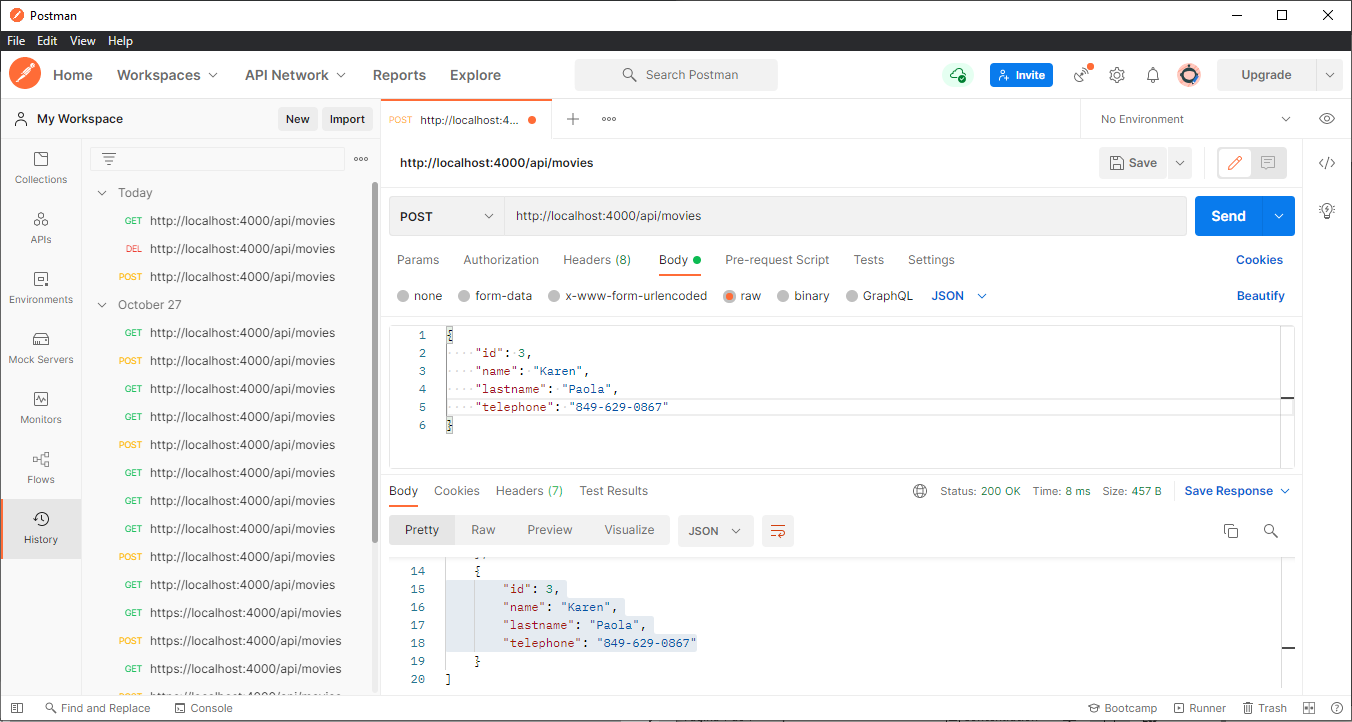 Postman
File Edit View Help
Home Workspaces API Network Reports Explore Search Postman Invite Upgrade
My Workspace New Import POST http://localhost:4... No Environment
http://localhost:4000/api/movies Save
Collections
APIs
Environments
Mock Servers
Monitors
Flows
History
Today
GET http://localhost:4000/api/movies
DEL http://localhost:4000/api/movies
POST http://localhost:4000/api/movies
October 27
GET http://localhost:4000/api/movies
POST http://localhost:4000/api/movies
GET http://localhost:4000/api/movies
GET http://localhost:4000/api/movies
POST http://localhost:4000/api/movies
GET http://localhost:4000/api/movies
GET http://localhost:4000/api/movies
GET http://localhost:4000/api/movies
POST http://localhost:4000/api/movies
GET http://localhost:4000/api/movies
GET https://localhost:4000/api/movies
POST https://localhost:4000/api/movies
GET https://localhost:4000/api/movies
POST http://localhost:4000/api/movies Send
Params Authorization Headers (8) Body Pre-request Script Tests Settings Cookies
none form-data x-www-form-urlencoded raw binary GraphQL JSON Beautify
1 {
2 "id": 3,
3 "name": "Karen",
4 "lastname": "Paola",
5 "telephone": "849-629-0867"
6 }
Body Cookies Headers (7) Test Results Status: 200 OK Time: 8 ms Size: 457 B Save Response
Pretty Raw Preview Visualize JSON
14 {
15 "id": 3,
16 "name": "Karen",
17 "lastname": "Paola",
18 "telephone": "849-629-0867"
19 }
20 ]
Find and Replace Console Bootcamp Runner Trash